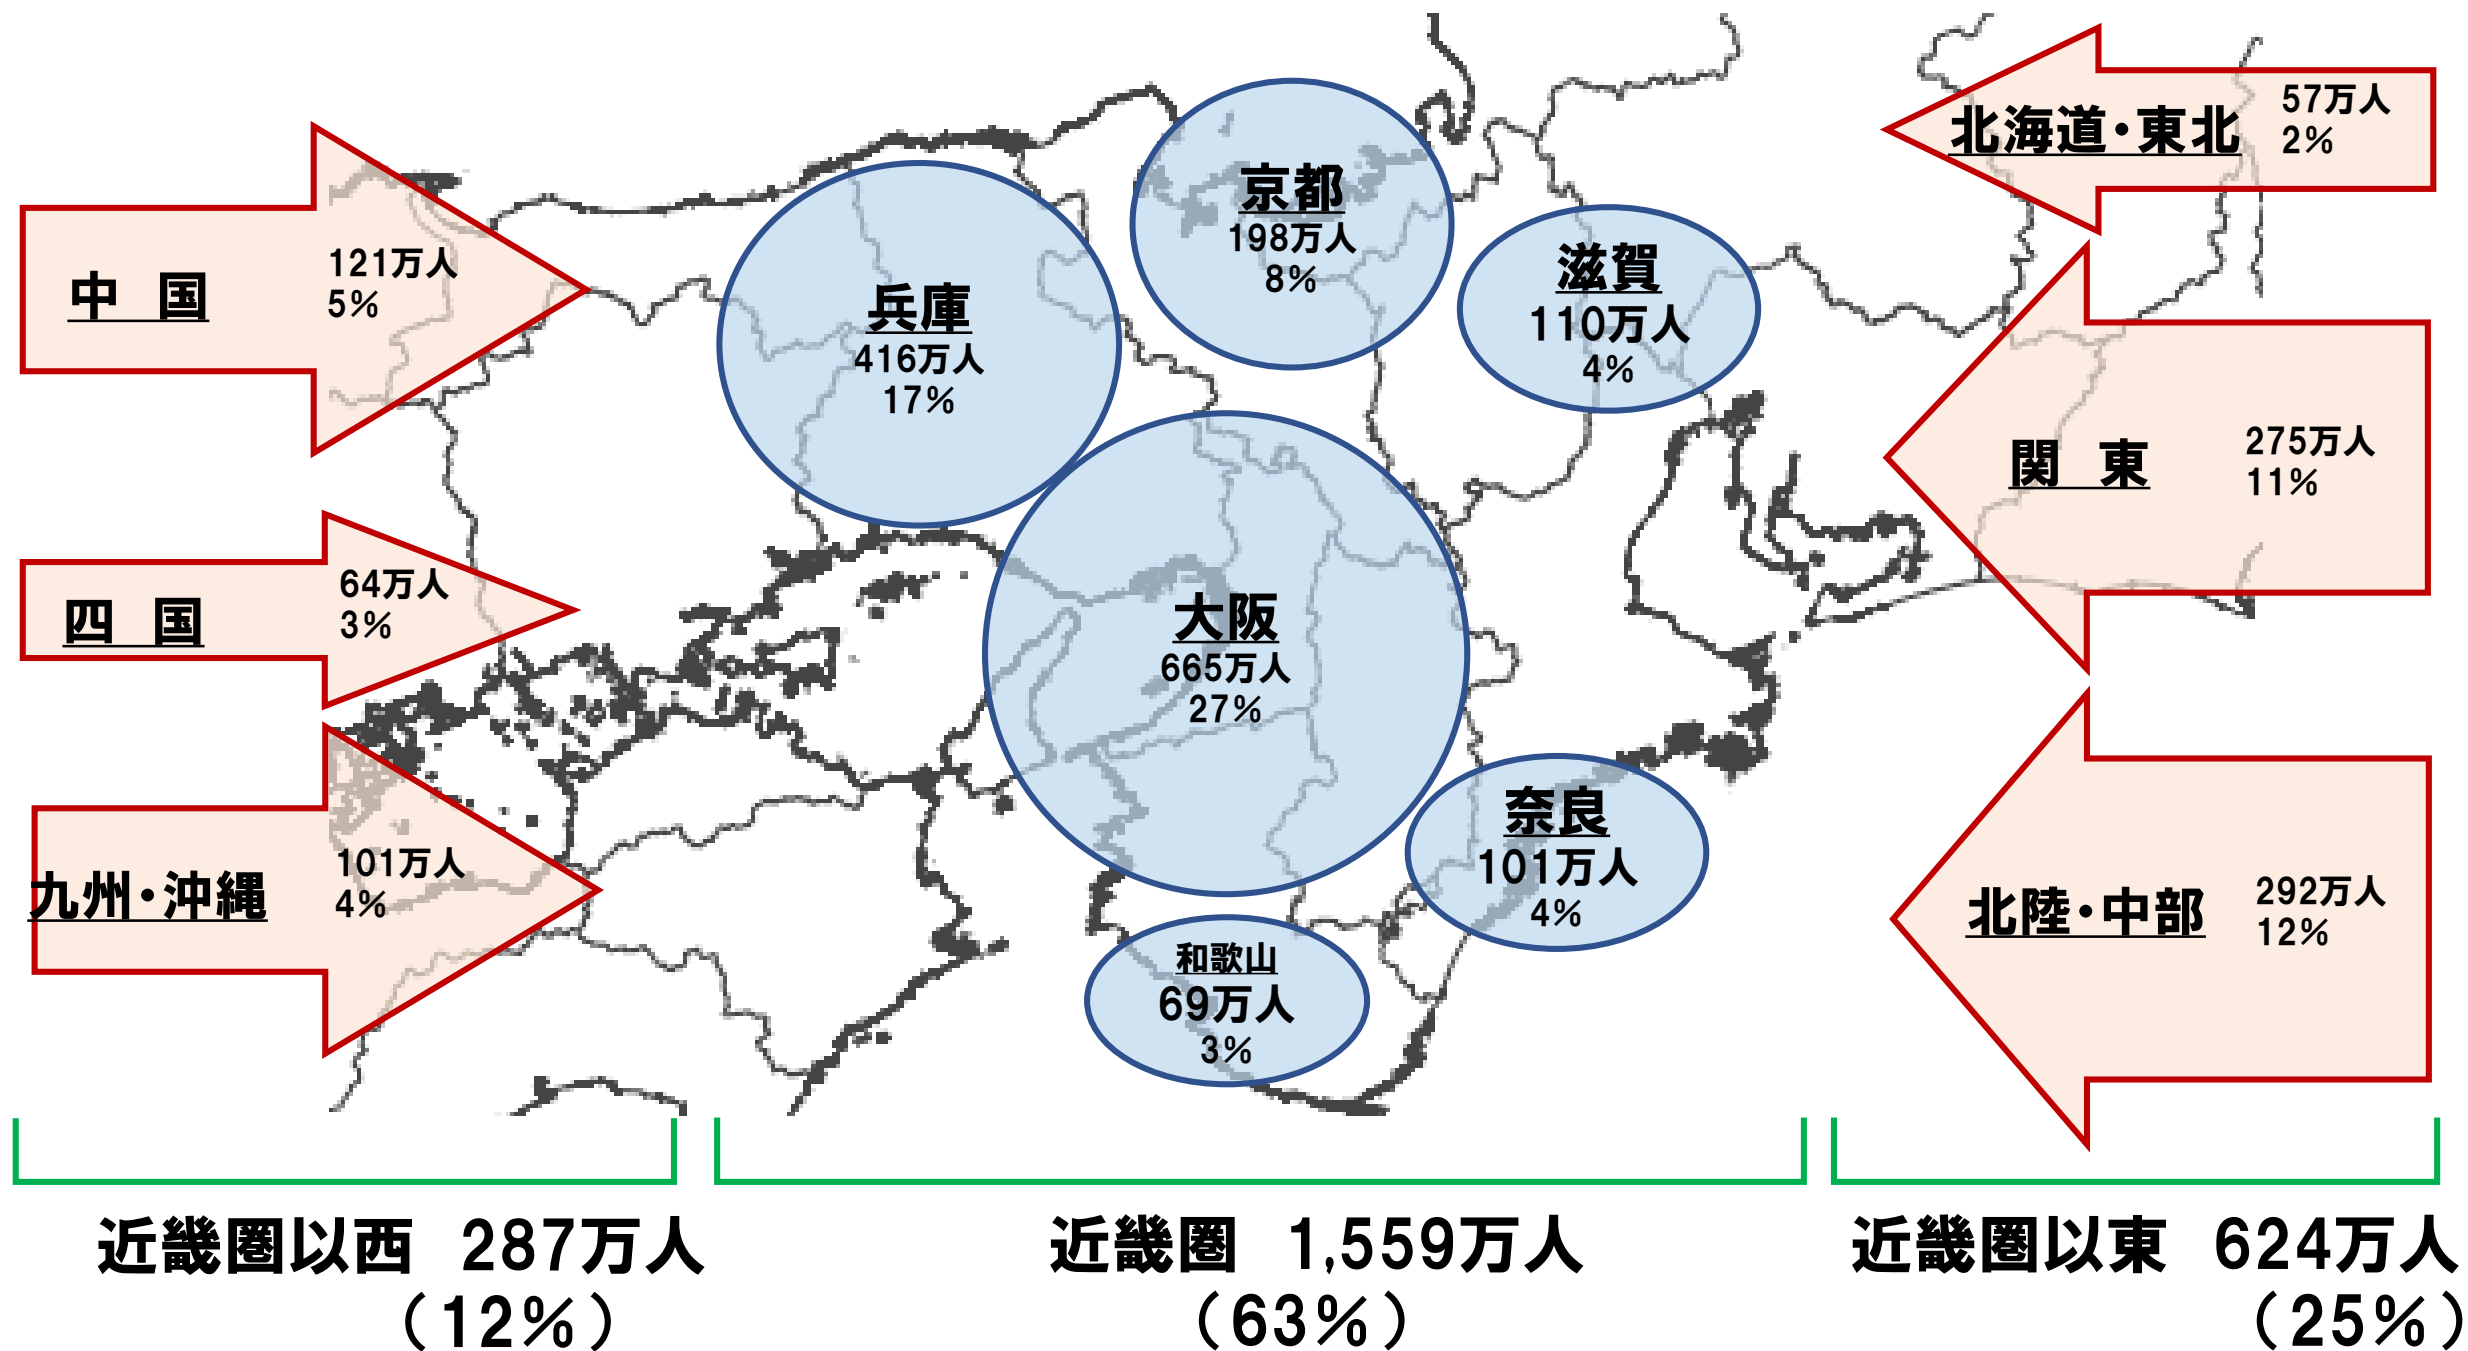 中　国
121万人
5％
四　国
64万人
3％
九州・沖縄
101万人
4％
兵庫
416万人
17％
京都
198万人
8％
滋賀
110万人
4％
大阪
665万人
27％
奈良
101万人
4％
和歌山
69万人
3％
北海道・東北
57万人
2％
関　東
275万人
11％
北陸・中部
292万人
12％
近畿圏以西　287万人
（12％）
近畿圏　1,559万人
（63％）
近畿圏以東　624万人
（25％）